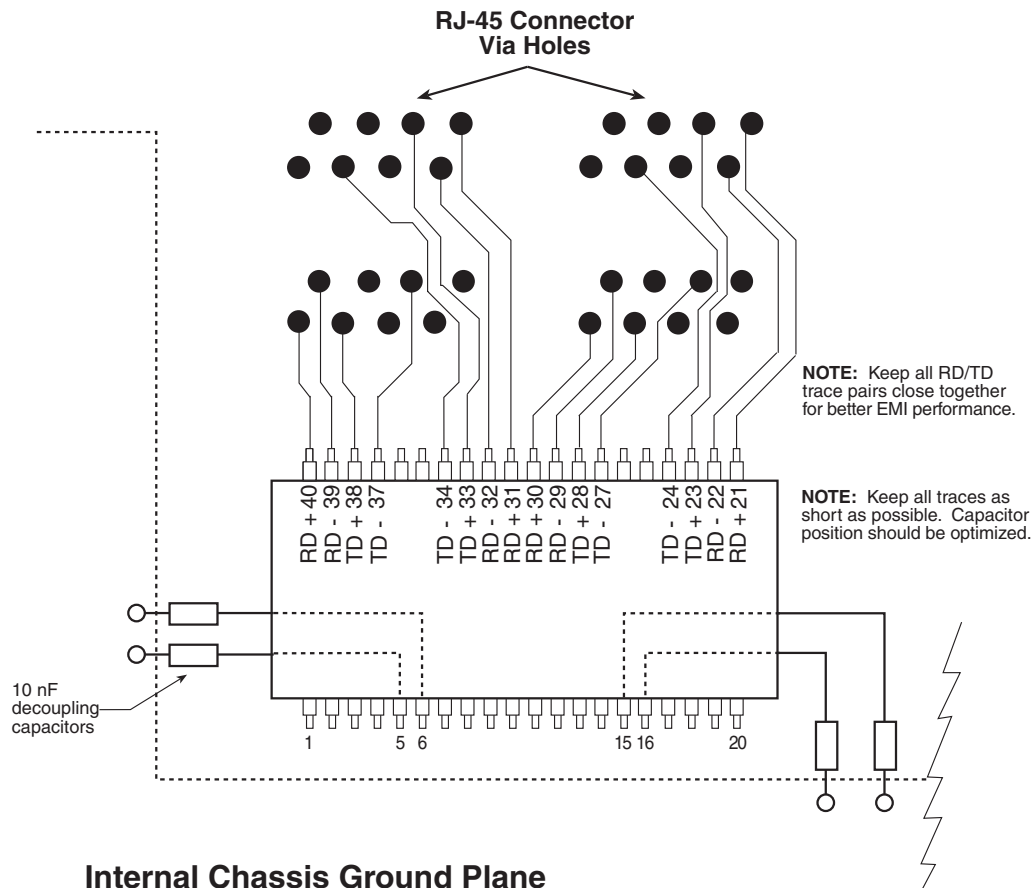 RJ-45 Connector
Via Holes
NOTE: Keep all RD/TD
trace pairs close together
for better EMI performance.
NOTE: Keep all traces as
short as possible. Capacitor
position should be optimized.
RD + 40
RD - 39
TD + 38
TD - 37
TD - 34
TD + 33
RD - 32
RD + 31
RD + 30
RD - 29
TD + 28
TD - 27
TD - 24
TD + 23
RD - 22
RD + 21
10 nF
decoupling
capacitors
1 5 6 15 16 20
Internal Chassis Ground Plane